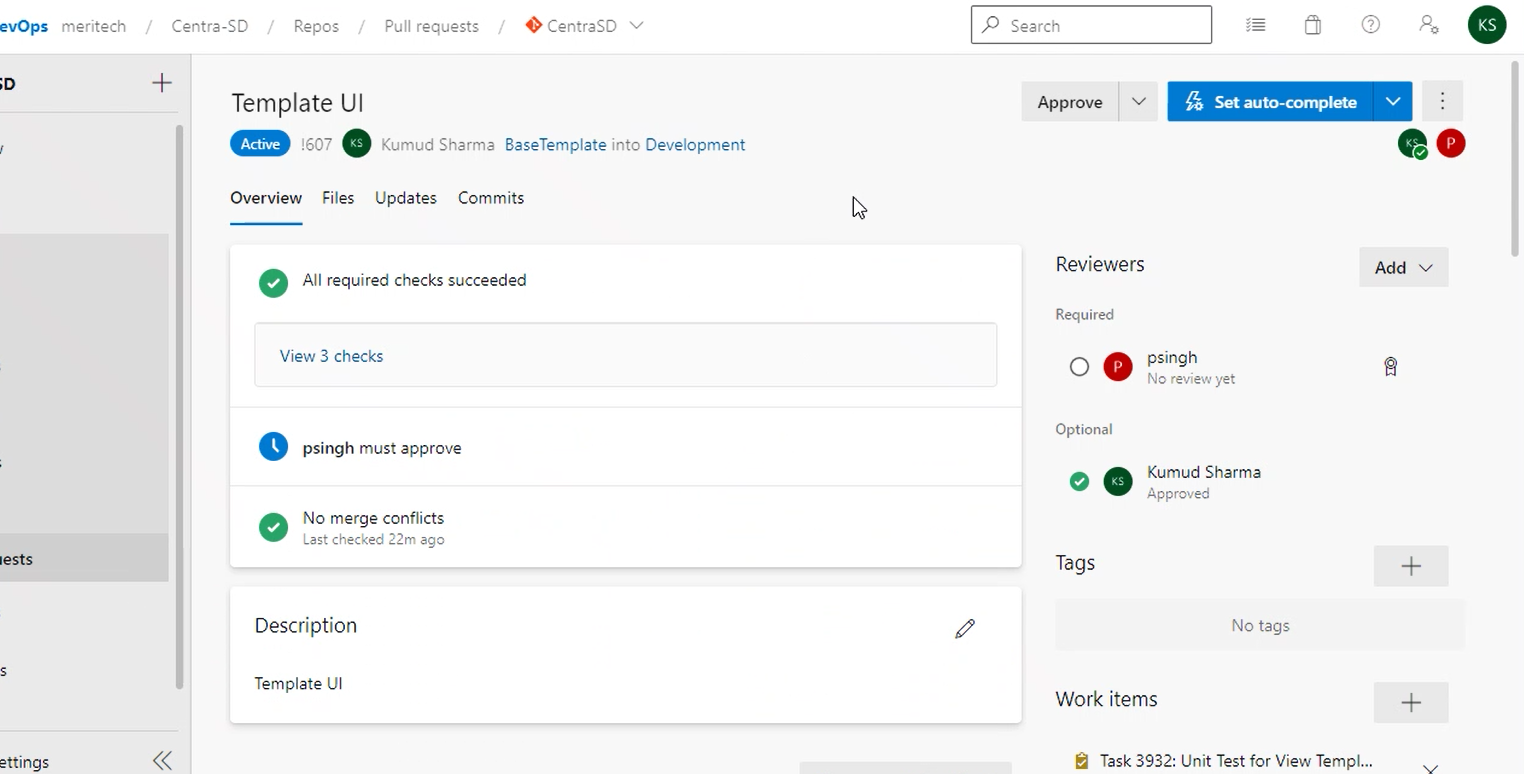 evOps meritech / Centra-SD / Repos / Pull requests / CentraSD Search KS
SD
Template UI Approve Set auto-complete
Active !607 KS Kumud Sharma BaseTemplate into Development KS P
Overview Files Updates Commits
All required checks succeeded
View 3 checks
psingh must approve
No merge conflicts
Last checked 22m ago
Description
Template UI
Reviewers Add
Required
P psingh
No review yet
Optional
KS Kumud Sharma
Approved
Tags
No tags
Work items
Task 3932: Unit Test for View Templ...
uests
s
ettings